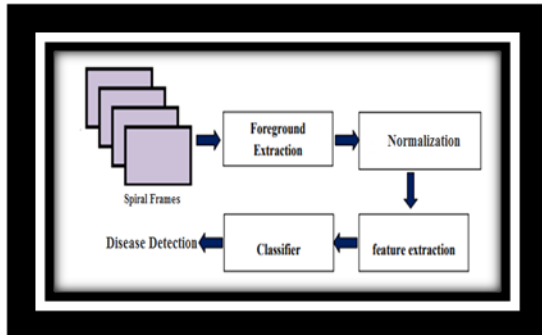 Foreground
Extraction
Normalization
Spiral Frames
feature extraction
Classifier
Disease Detection